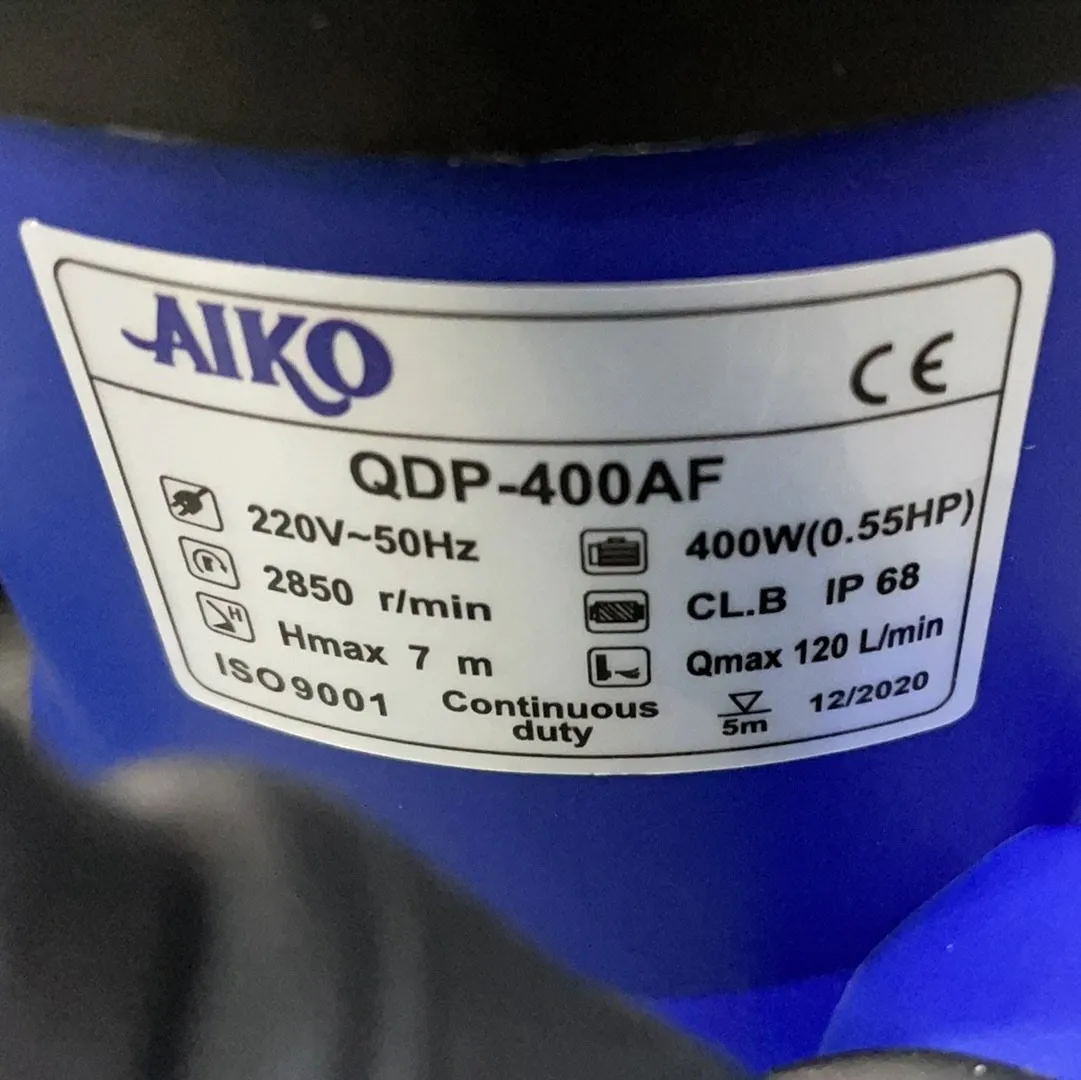 AIKO
CE
QDP-400AF
220V~50Hz 400W(0.55HP)
2850 r/min CL.B IP 68
Hmax 7 m Qmax 120 L/min
ISO9001 Continuous duty 5m 12/2020